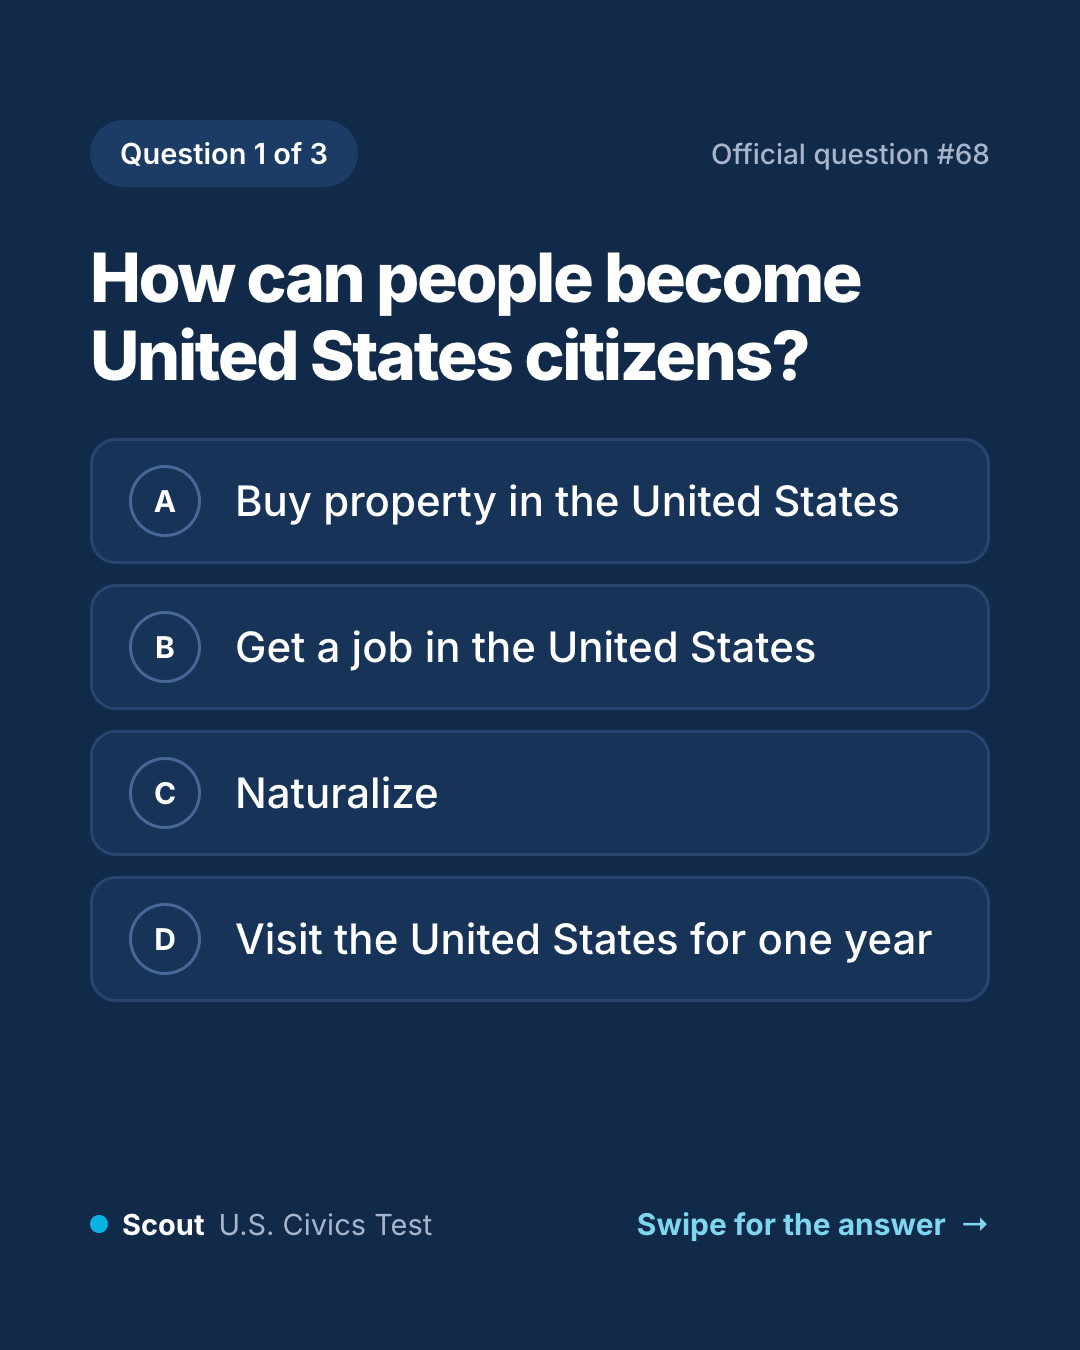 Question 1 of 3
Official question #68
How can people become
United States citizens?
A Buy property in the United States
B Get a job in the United States
C Naturalize
D Visit the United States for one year
Scout U.S. Civics Test
Swipe for the answer →